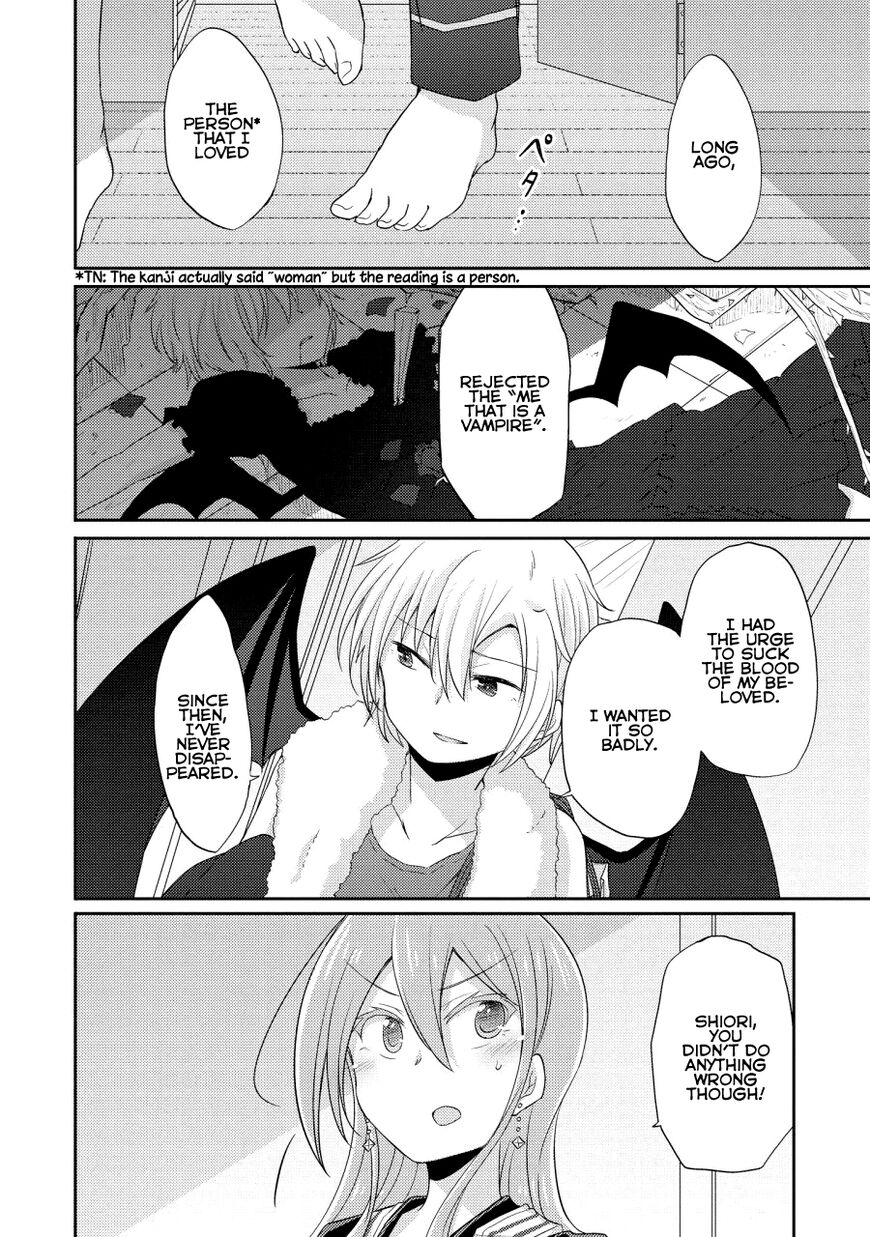 LONG
AGO,
ペタ…
THE
PERSON*
THAT I
LOVED
*TN: The kanji actually said "woman" but the reading is a person.
REJECTED
THE "ME
THAT IS A
VAMPIRE".
I HAD
THE URGE
TO SUCK
THE BLOOD
OF MY BE-
LOVED.
I WANTED
IT SO
BADLY.
SINCE
THEN,
I'VE
NEVER
DISAP-
PEARED.
SHIORI,
YOU
DIDN'T DO
ANYTHING
WRONG
THOUGH!